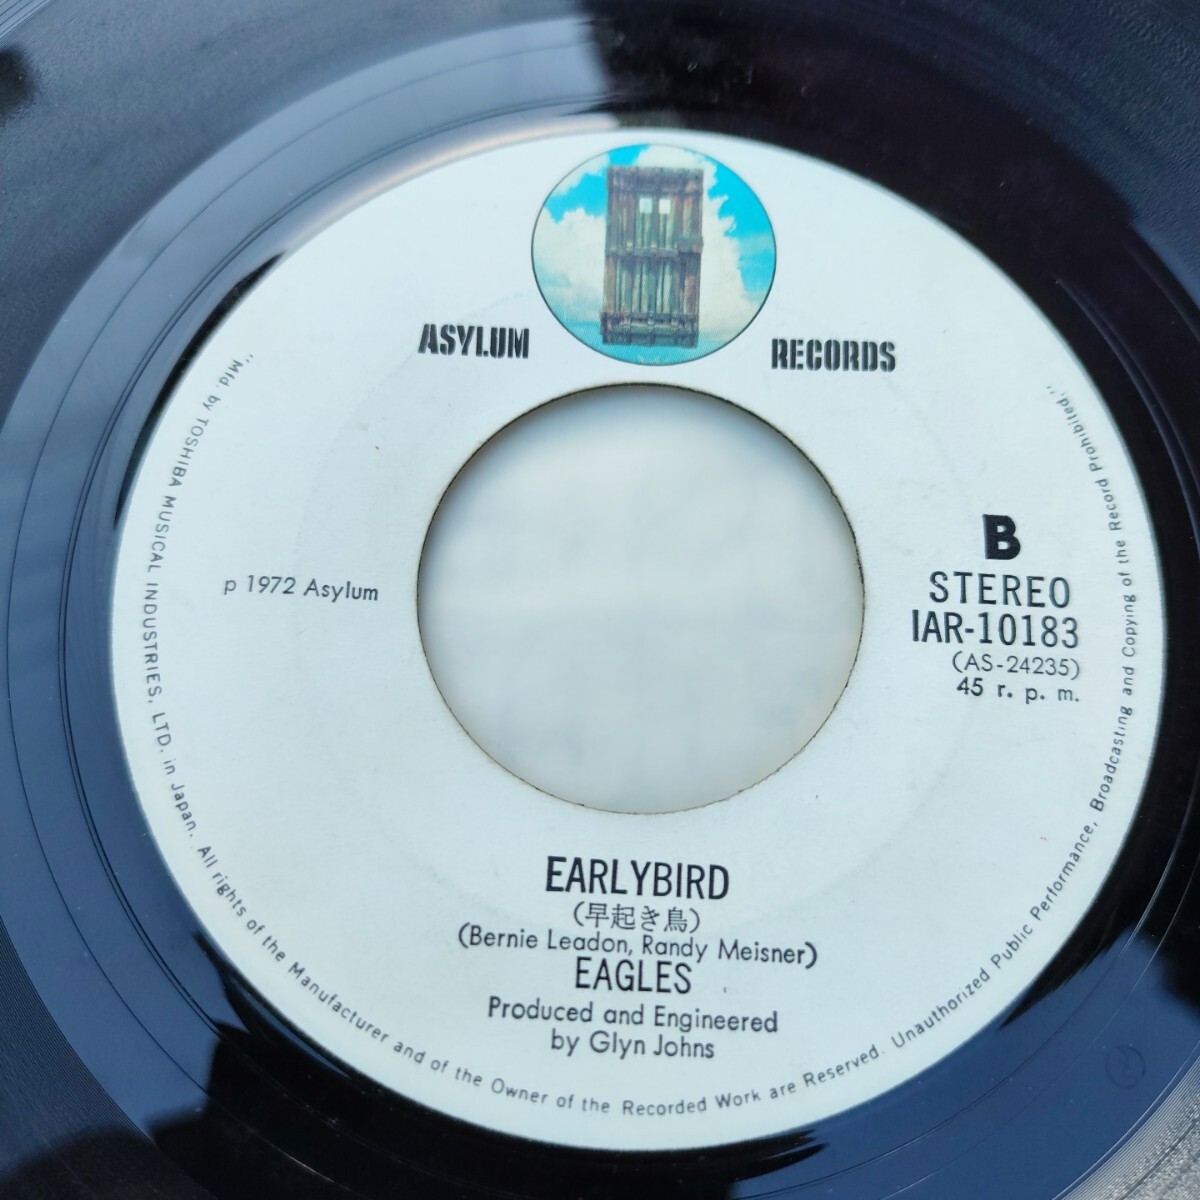 ASYLUM RECORDS
p 1972 Asylum
B
STEREO
IAR-10183
(AS-24235)
45 r. p. m.
EARLYBIRD
(早起き鳥)
(Bernie Leadon, Randy Meisner)
EAGLES
Produced and Engineered
by Glyn Johns
"Mfd. by TOSHIBA MUSICAL INDUSTRIES, LTD. in Japan. All rights of the Manufacturer and of the Owner of the Recorded Work are Reserved. Unauthorized Public Performance, Broadcasting and Copying of the Record Prohibited."